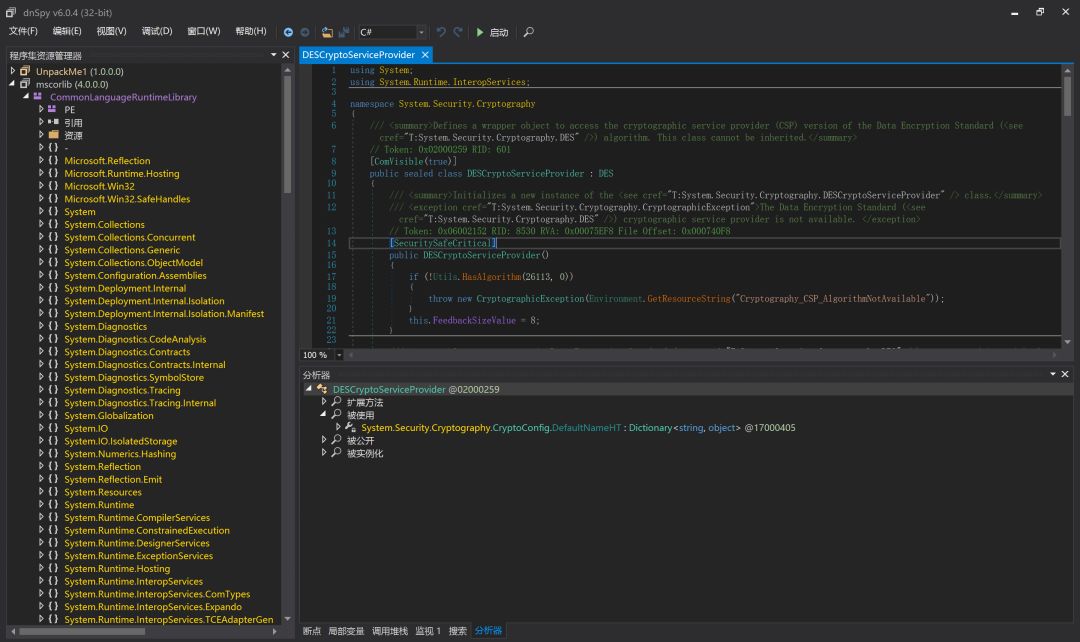 dnSpy v6.0.4 (32-bit)
文件(F) 编辑(E) 视图(V) 调试(D) 窗口(W) 帮助(H) C# 启动
程序集资源管理器
UnpackMe1 (1.0.0.0)
mscorlib (4.0.0.0)
CommonLanguageRuntimeLibrary
PE
引用
资源
{ } -
{ } Microsoft.Reflection
{ } Microsoft.Runtime.Hosting
{ } Microsoft.Win32
{ } Microsoft.Win32.SafeHandles
{ } System
{ } System.Collections
{ } System.Collections.Concurrent
{ } System.Collections.Generic
{ } System.Collections.ObjectModel
{ } System.Configuration.Assemblies
{ } System.Deployment.Internal
{ } System.Deployment.Internal.Isolation
{ } System.Deployment.Internal.Isolation.Manifest
{ } System.Diagnostics
{ } System.Diagnostics.CodeAnalysis
{ } System.Diagnostics.Contracts
{ } System.Diagnostics.Contracts.Internal
{ } System.Diagnostics.SymbolStore
{ } System.Diagnostics.Tracing
{ } System.Diagnostics.Tracing.Internal
{ } System.Globalization
{ } System.IO
{ } System.IO.IsolatedStorage
{ } System.Numerics.Hashing
{ } System.Reflection
{ } System.Reflection.Emit
{ } System.Resources
{ } System.Runtime
{ } System.Runtime.CompilerServices
{ } System.Runtime.ConstrainedExecution
{ } System.Runtime.DesignerServices
{ } System.Runtime.ExceptionServices
{ } System.Runtime.Hosting
{ } System.Runtime.InteropServices
{ } System.Runtime.InteropServices.ComTypes
{ } System.Runtime.InteropServices.Expando
{ } System.Runtime.InteropServices.TCEAdapterGen
DESCryptoServiceProvider
1 using System;
2 using System.Runtime.InteropServices;
3
4 namespace System.Security.Cryptography
5 {
6 /// <summary>Defines a wrapper object to access the cryptographic service provider (CSP) version of the Data Encryption Standard (<see
cref="T:System.Security.Cryptography.DES" />) algorithm. This class cannot be inherited.</summary>
7 // Token: 0x02000259 RID: 601
8 [ComVisible(true)]
9 public sealed class DESCryptoServiceProvider : DES
10 {
11 /// <summary>Initializes a new instance of the <see cref="T:System.Security.Cryptography.DESCryptoServiceProvider" /> class.</summary>
12 /// <exception cref="T:System.Security.Cryptography.CryptographicException">The Data Encryption Standard (<see
cref="T:System.Security.Cryptography.DES" />) cryptographic service provider is not available. </exception>
13 // Token: 0x06002152 RID: 8530 RVA: 0x00075EF8 File Offset: 0x000740F8
14 [SecuritySafeCritical]
15 public DESCryptoServiceProvider()
16 {
17 if (!Utils.HasAlgorithm(26113, 0))
18 {
19 throw new CryptographicException(Environment.GetResourceString("Cryptography_CSP_AlgorithmNotAvailable"));
20 }
21 this.FeedbackSizeValue = 8;
22 }
23
100 %
分析器
DESCryptoServiceProvider @02000259
扩展方法
被使用
System.Security.Cryptography.CryptoConfig.DefaultNameHT : Dictionary<string, object> @17000405
被公开
被实例化
断点 局部变量 调用堆栈 监视 1 搜索 分析器